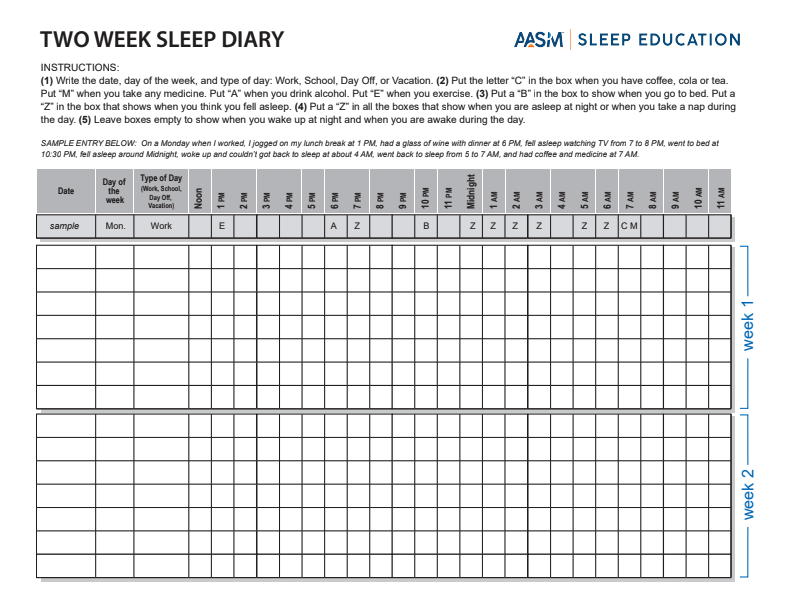 TWO WEEK SLEEP DIARY
AASM | SLEEP EDUCATION
INSTRUCTIONS:
(1) Write the date, day of the week, and type of day: Work, School, Day Off, or Vacation. (2) Put the letter “C” in the box when you have coffee, cola or tea.
Put “M” when you take any medicine. Put “A” when you drink alcohol. Put “E” when you exercise. (3) Put a “B” in the box to show when you go to bed. Put a
“Z” in the box that shows when you think you fell asleep. (4) Put a “Z” in all the boxes that show when you are asleep at night or when you take a nap during
the day. (5) Leave boxes empty to show when you wake up at night and when you are awake during the day.
SAMPLE ENTRY BELOW: On a Monday when I worked, I jogged on my lunch break at 1 PM, had a glass of wine with dinner at 6 PM, fell asleep watching TV from 7 to 8 PM, went to bed at
10:30 PM, fell asleep around Midnight, woke up and couldn't got back to sleep at about 4 AM, went back to sleep from 5 to 7 AM, and had coffee and medicine at 7 AM.
Date
Day of
the
week
Type of Day
(Work, School,
Day Off,
Vacation)
Noon
1 PM
2 PM
3 PM
4 PM
5 PM
6 PM
7 PM
8 PM
9 PM
10 PM
11 PM
Midnight
1 AM
2 AM
3 AM
4 AM
5 AM
6 AM
7 AM
8 AM
9 AM
10 AM
11 AM
sample Mon. Work E A Z B Z Z Z Z Z Z C M
week 1
week 2